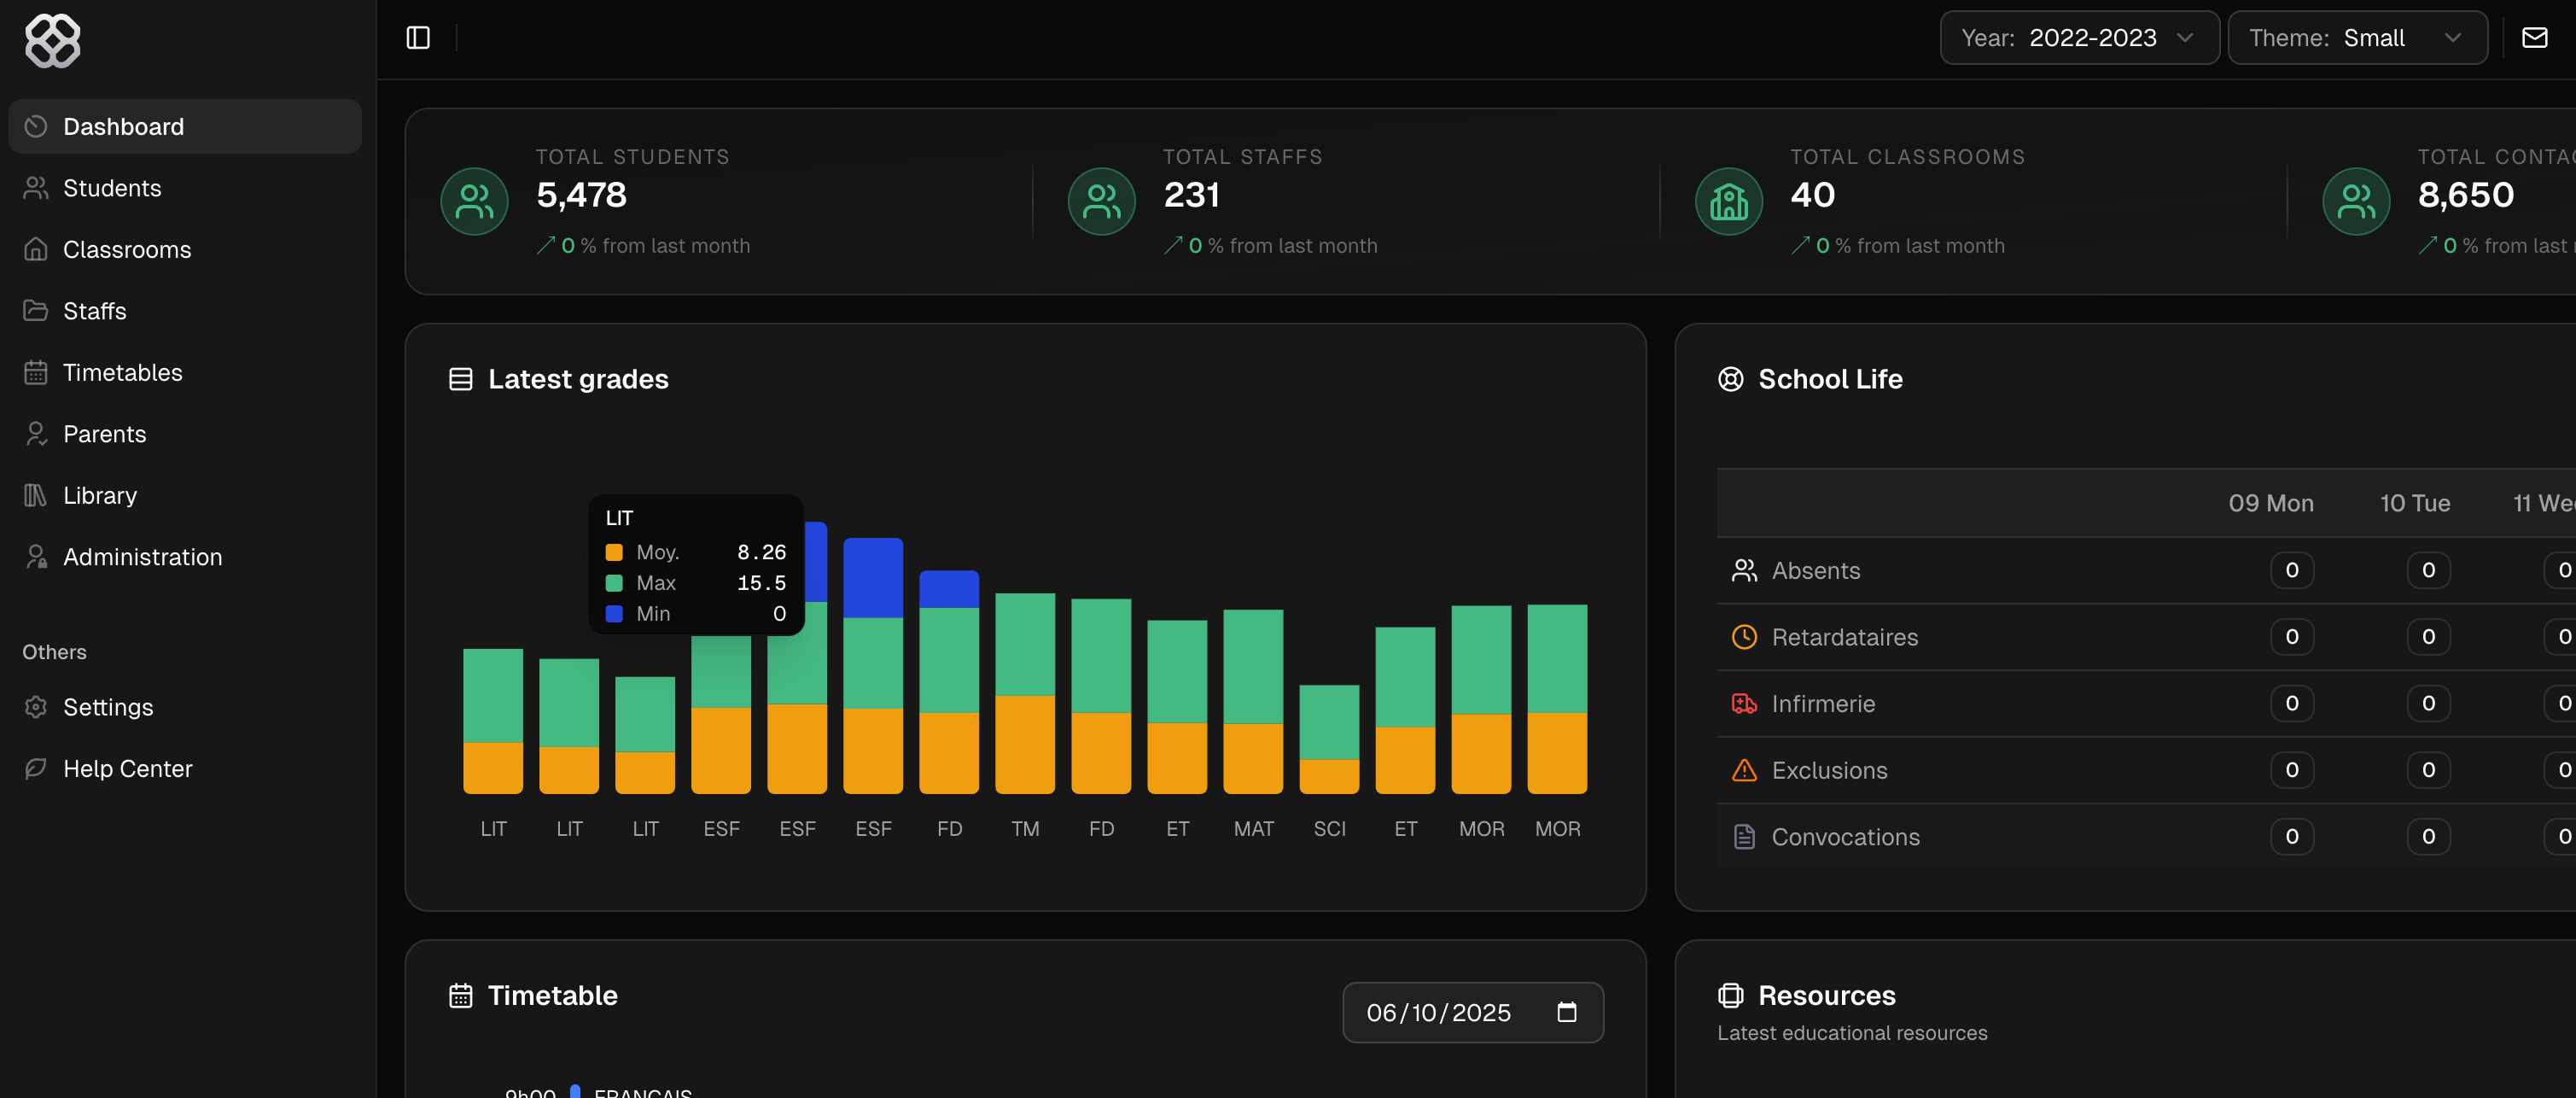 Year: 2022-2023
Theme: Small
Dashboard
Students
Classrooms
Staffs
Timetables
Parents
Library
Administration
Others
Settings
Help Center
TOTAL STUDENTS
5,478
0 % from last month
TOTAL STAFFS
231
0 % from last month
TOTAL CLASSROOMS
40
0 % from last month
TOTAL
8,650
0 % from last
Latest grades
LIT
Moy. 8.26
Max 15.5
Min 0
LIT LIT LIT ESF ESF ESF FD TM FD ET MAT SCI ET MOR MOR
School Life
09 Mon 10 Tue 11
Absents 0 0 0
Retardataires 0 0 0
Infirmerie 0 0 0
Exclusions 0 0 0
Convocations 0 0 0
Timetable
06/10/2025
9h00 FRANCAIS
Resources
Latest educational resources